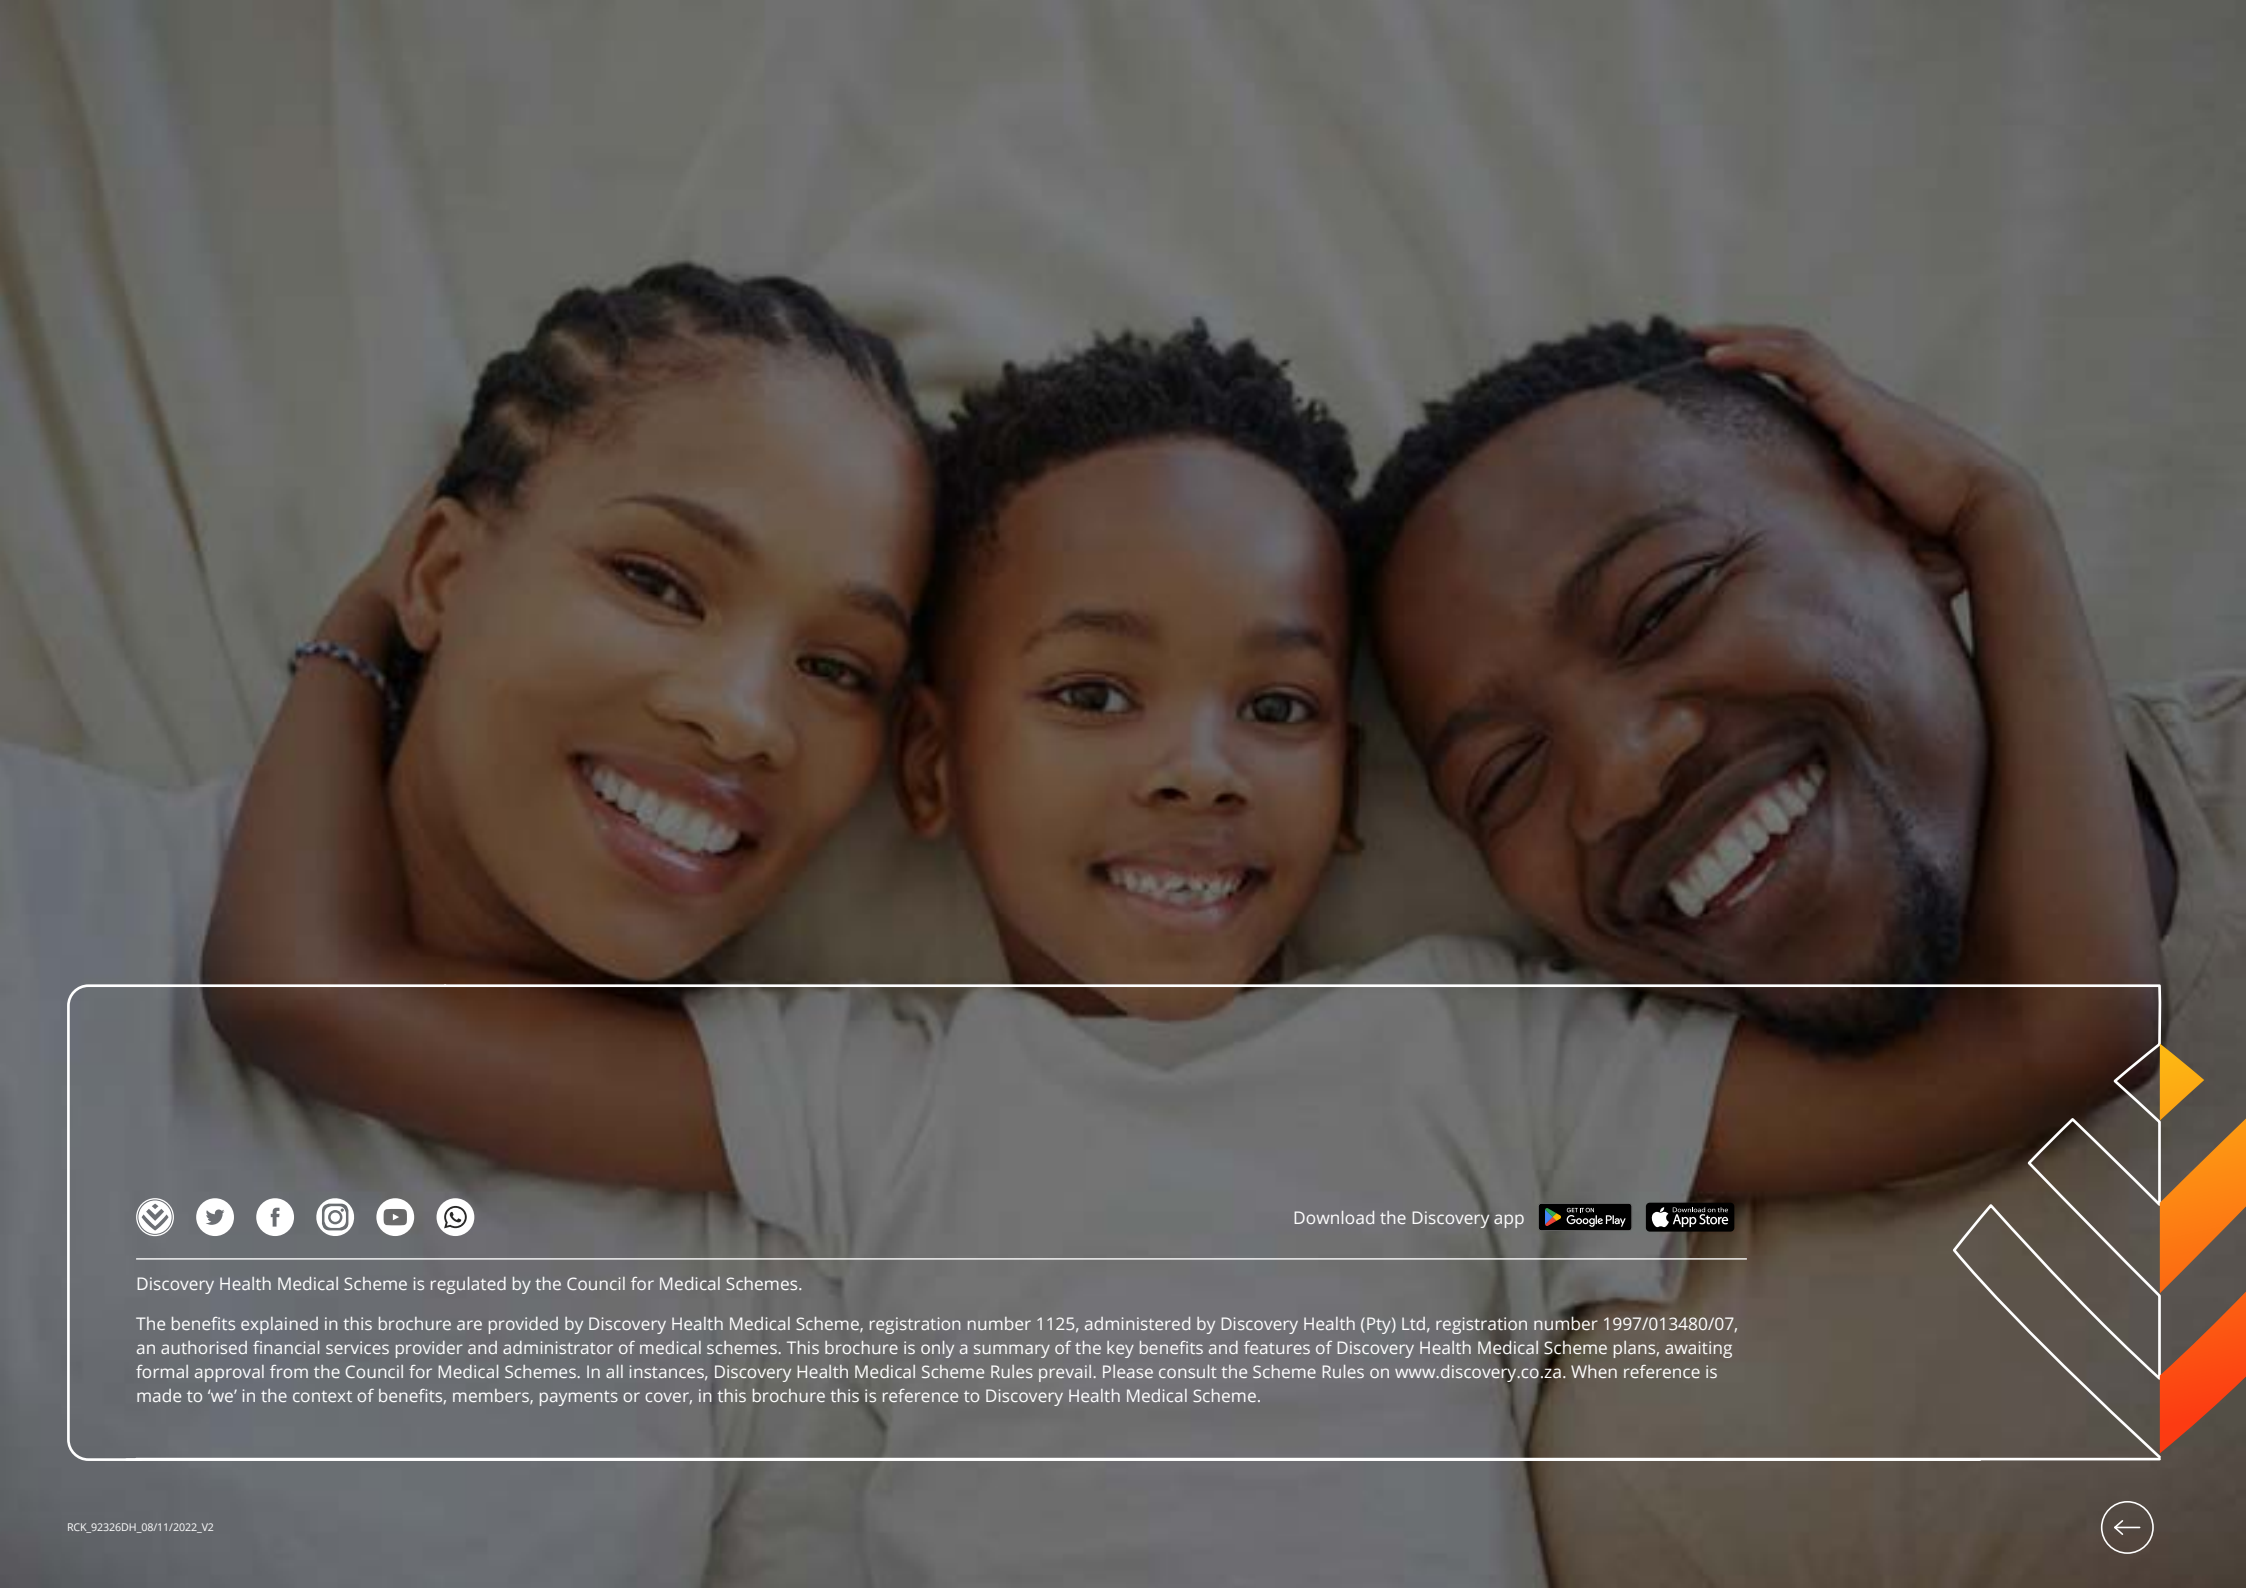 Download the Discovery app
GET IT ON
Google Play
Download on the
App Store
Discovery Health Medical Scheme is regulated by the Council for Medical Schemes.
The benefits explained in this brochure are provided by Discovery Health Medical Scheme, registration number 1125, administered by Discovery Health (Pty) Ltd, registration number 1997/013480/07,
an authorised financial services provider and administrator of medical schemes. This brochure is only a summary of the key benefits and features of Discovery Health Medical Scheme plans, awaiting
formal approval from the Council for Medical Schemes. In all instances, Discovery Health Medical Scheme Rules prevail. Please consult the Scheme Rules on www.discovery.co.za. When reference is
made to ‘we’ in the context of benefits, members, payments or cover, in this brochure this is reference to Discovery Health Medical Scheme.
RCK_92326DH_08/11/2022_V2